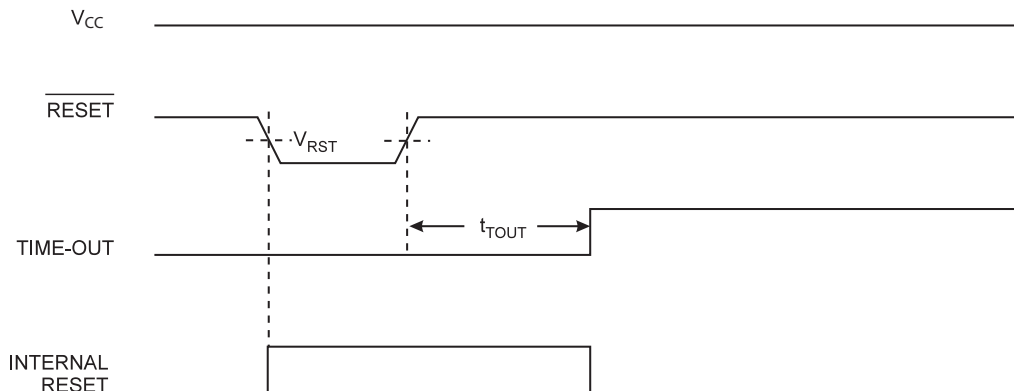 VCC
RESET
VRST
tTOUT
TIME-OUT
INTERNAL
RESET